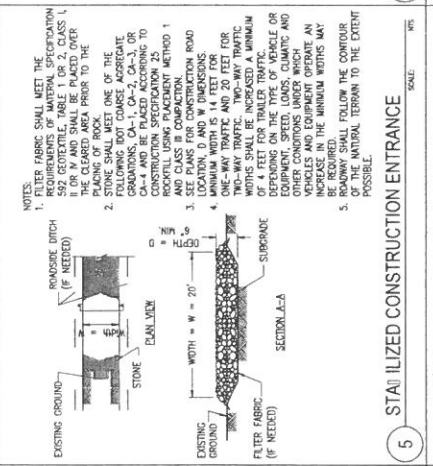 NOTES:
1. FILTER FABRIC SHALL MEET THE
REQUIREMENTS OF MATERIAL SPECIFICATION
592 GEOTEXTILE, TABLE 1 OR 2, CLASS I,
II OR IV AND SHALL BE PLACED OVER
THE CLEARED AREA PRIOR TO THE
PLACING OF ROCK.
2. STONE SHALL MEET ONE OF THE
FOLLOWING IDOT COARSE AGGREGATE
GRADATIONS, CA-1, CA-2, CA-3, OR
CA-4 AND BE PLACED ACCORDING TO
CONSTRUCTION SPECIFICATION 25
ROCKFILL USING PLACEMENT METHOD 1
AND CLASS III COMPACTION.
3. SEE PLANS FOR CONSTRUCTION ROAD
LOCATION, D AND W DIMENSIONS.
4. MINIMUM WIDTH IS 14 FEET FOR
ONE-WAY TRAFFIC AND 20 FEET FOR
TWO-WAY TRAFFIC. TWO-WAY TRAFFIC
WIDTHS SHALL BE INCREASED A MINIMUM
OF 4 FEET FOR TRAILER TRAFFIC.
DEPENDING ON THE TYPE OF VEHICLE OR
EQUIPMENT, SPEED, LOADS, CLIMATIC AND
OTHER CONDITIONS UNDER WHICH
VEHICLES AND EQUIPMENT OPERATE AN
INCREASE IN THE MINIMUM WIDTHS MAY
BE REQUIRED.
5. ROADWAY SHALL FOLLOW THE CONTOUR
OF THE NATURAL TERRAIN TO THE EXTENT
POSSIBLE.
EXISTING GROUND
ROADSIDE DITCH
(IF NEEDED)
Width = W
STONE
PLAN VIEW
EXISTING
GROUND
WIDTH = W = 20'
DEPTH = D
6" MIN.
FILTER FABRIC
(IF NEEDED)
SUBGRADE
SECTION A-A
5
STA ILIZED CONSTRUCTION ENTRANCE
SCALE: NTS